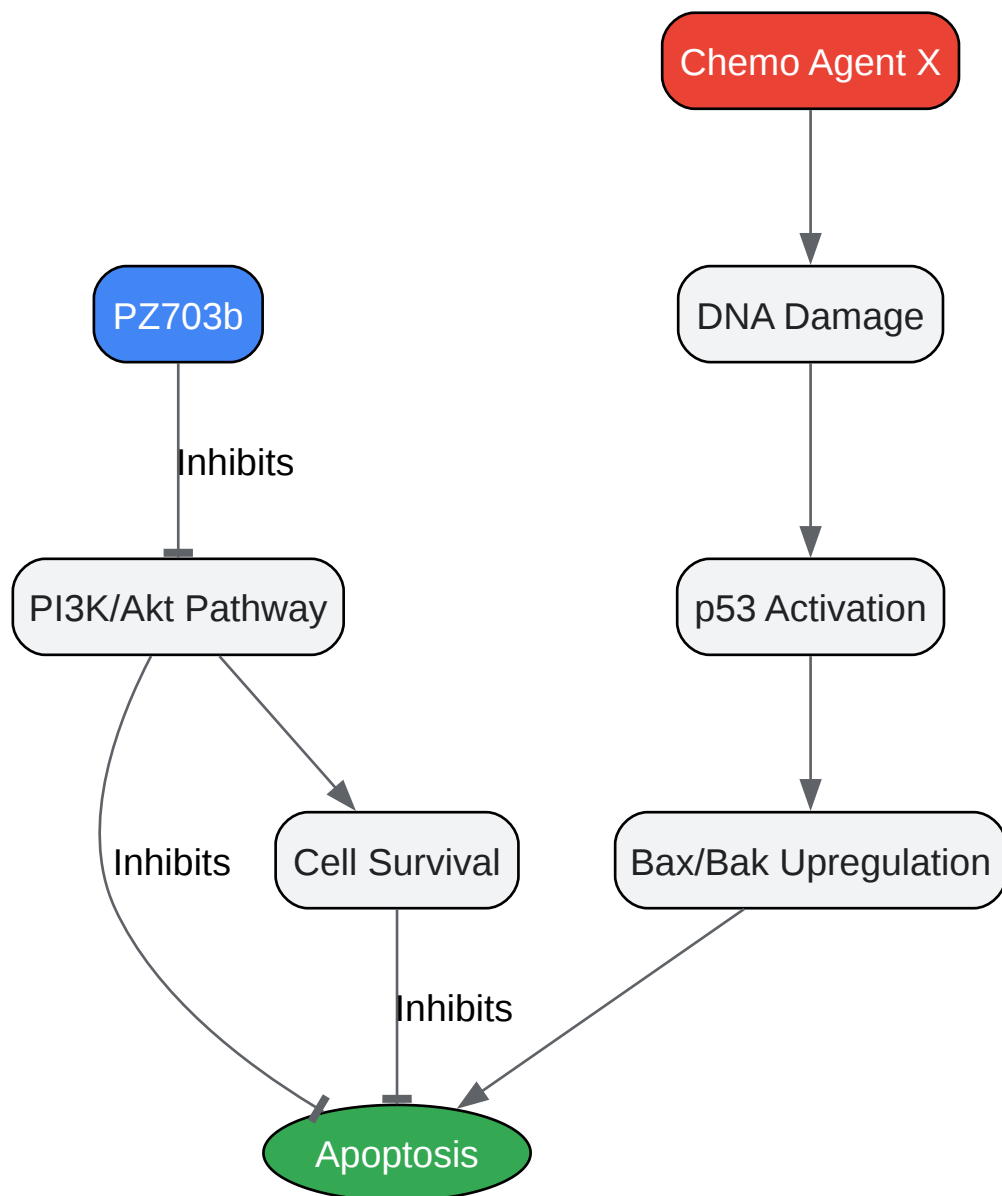 Chemo Agent X
PZ703b
DNA Damage
Inhibits
PI3K/Akt Pathway
p53 Activation
Inhibits
Cell Survival
Bax/Bak Upregulation
Inhibits
Apoptosis